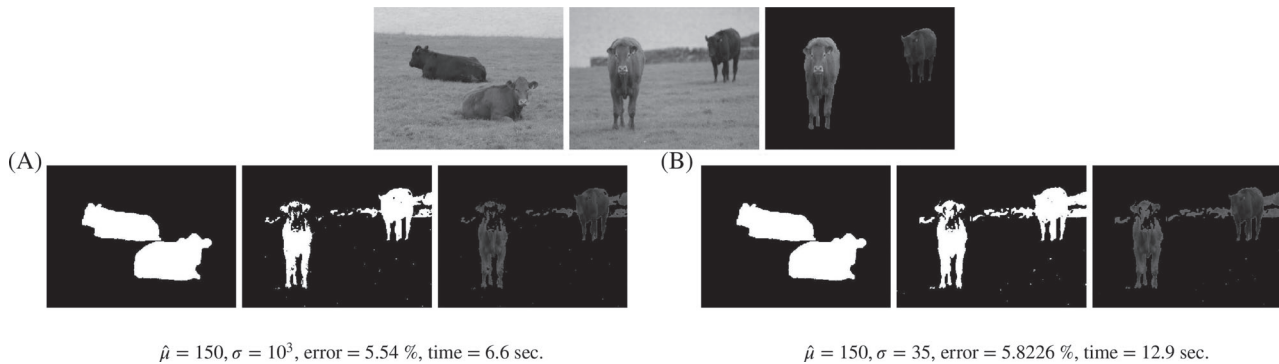 (A)
(B)
μ̂ = 150, σ = 10³, error = 5.54 %, time = 6.6 sec.
μ̂ = 150, σ = 35, error = 5.8226 %, time = 12.9 sec.